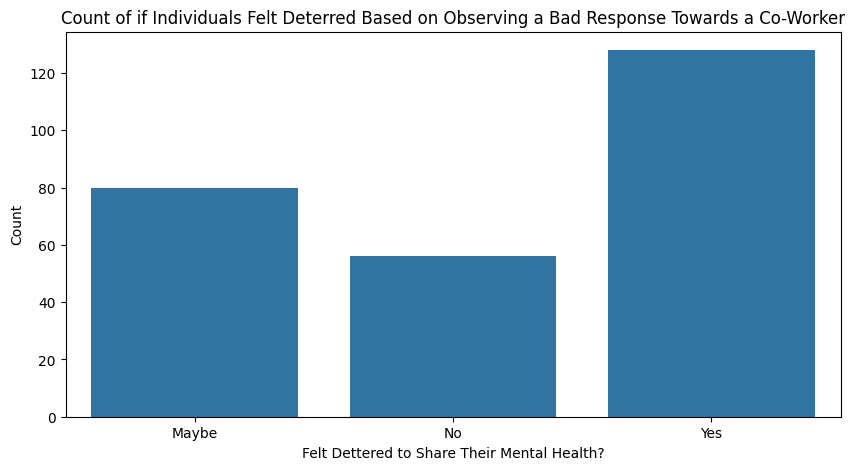 Count of if Individuals Felt Deterred Based on Observing a Bad Response Towards a Co-Worker
120
100
80
60
40
20
0
Count
Maybe No Yes
Felt Dettered to Share Their Mental Health?